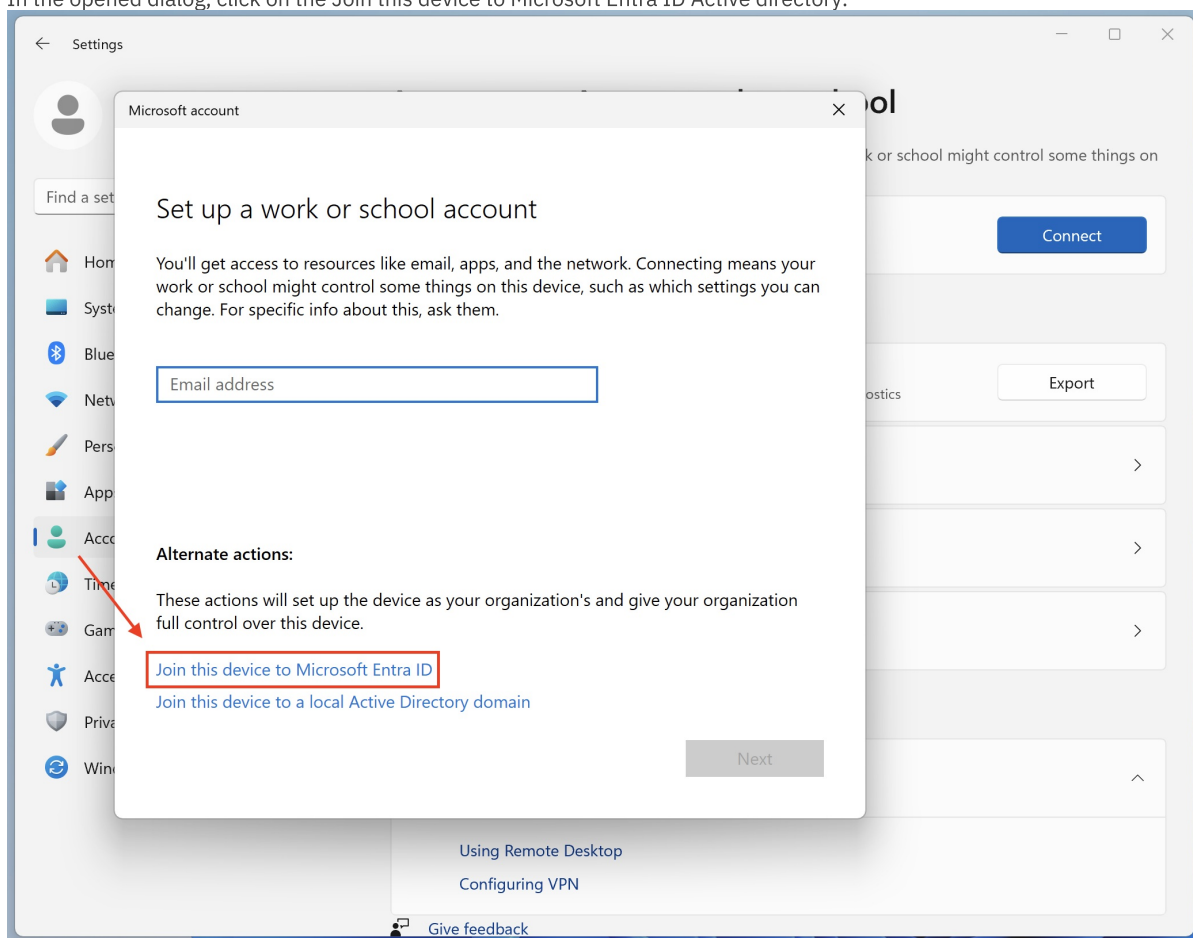 In the opened dialog, click on the Join this device to Microsoft Entra ID Active directory.
Settings
Microsoft account
ool
k or school might control some things on
Find a set
Set up a work or school account
Connect
You'll get access to resources like email, apps, and the network. Connecting means your
work or school might control some things on this device, such as which settings you can
change. For specific info about this, ask them.
Hom
Syste
Blue
Netw
Pers
App
Acco
Time
Gam
Acce
Priva
Wind
Email address
ostics
Export
Alternate actions:
These actions will set up the device as your organization's and give your organization
full control over this device.
Join this device to Microsoft Entra ID
Join this device to a local Active Directory domain
Next
Using Remote Desktop
Configuring VPN
Give feedback